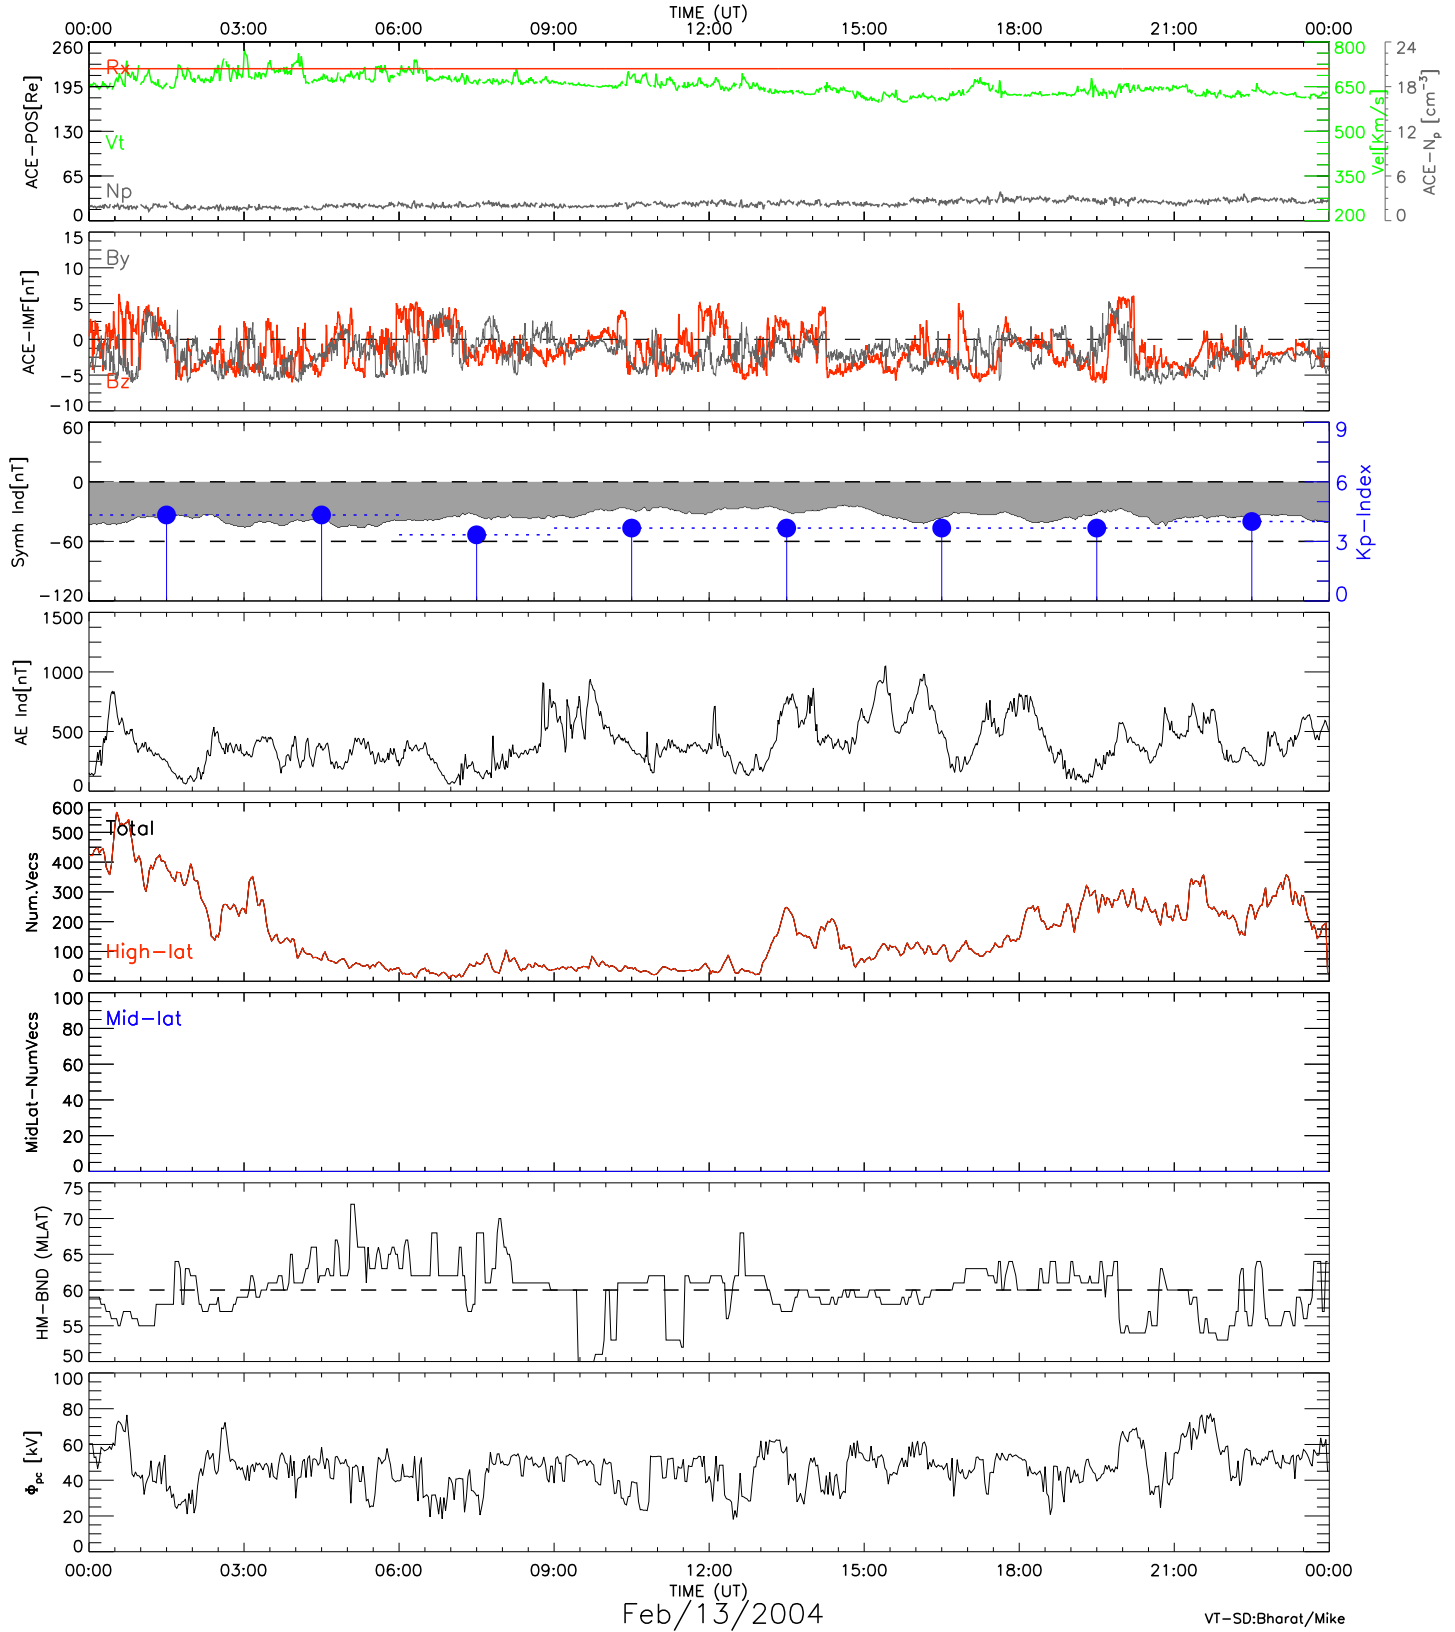 TIME (UT)
00:00 03:00 06:00 09:00 12:00 15:00 18:00 21:00 00:00
ACE-POS[Re]
260
195
130
65
0
Rx
Vt
Np
800
650
500
350
200
Vel[Km/s]
24
18
12
6
0
ACE-Np [cm⁻³]
ACE-IMF[nT]
15
10
5
0
-5
-10
By
Bz
Symh Ind[nT]
60
0
-60
-120
9
6
3
0
Kp-Index
AE Ind[nT]
1500
1000
500
0
Num.Vecs
600
500
400
300
200
100
0
Total
High-lat
MidLat-NumVecs
100
80
60
40
20
0
Mid-lat
HM-BND (MLAT)
75
70
65
60
55
50
Φpc [kV]
100
80
60
40
20
0
00:00 03:00 06:00 09:00 12:00 15:00 18:00 21:00 00:00
TIME (UT)
Feb/13/2004
VT-SD:Bharat/Mike